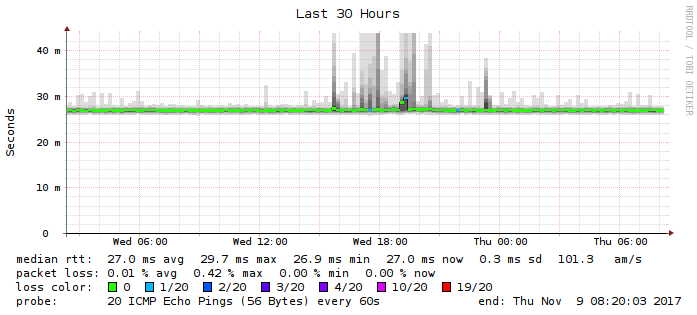 Last 30 Hours
RRDTOOL / TOBI OETIKER
Seconds
40 m
30 m
20 m
10 m
0
Wed 06:00 Wed 12:00 Wed 18:00 Thu 00:00 Thu 06:00
median rtt: 27.0 ms avg 29.7 ms max 26.9 ms min 27.0 ms now 0.3 ms sd 101.3 am/s
packet loss: 0.01 % avg 0.42 % max 0.00 % min 0.00 % now
loss color: 0 1/20 2/20 3/20 4/20 10/20 19/20
probe: 20 ICMP Echo Pings (56 Bytes) every 60s end: Thu Nov 9 08:20:03 2017